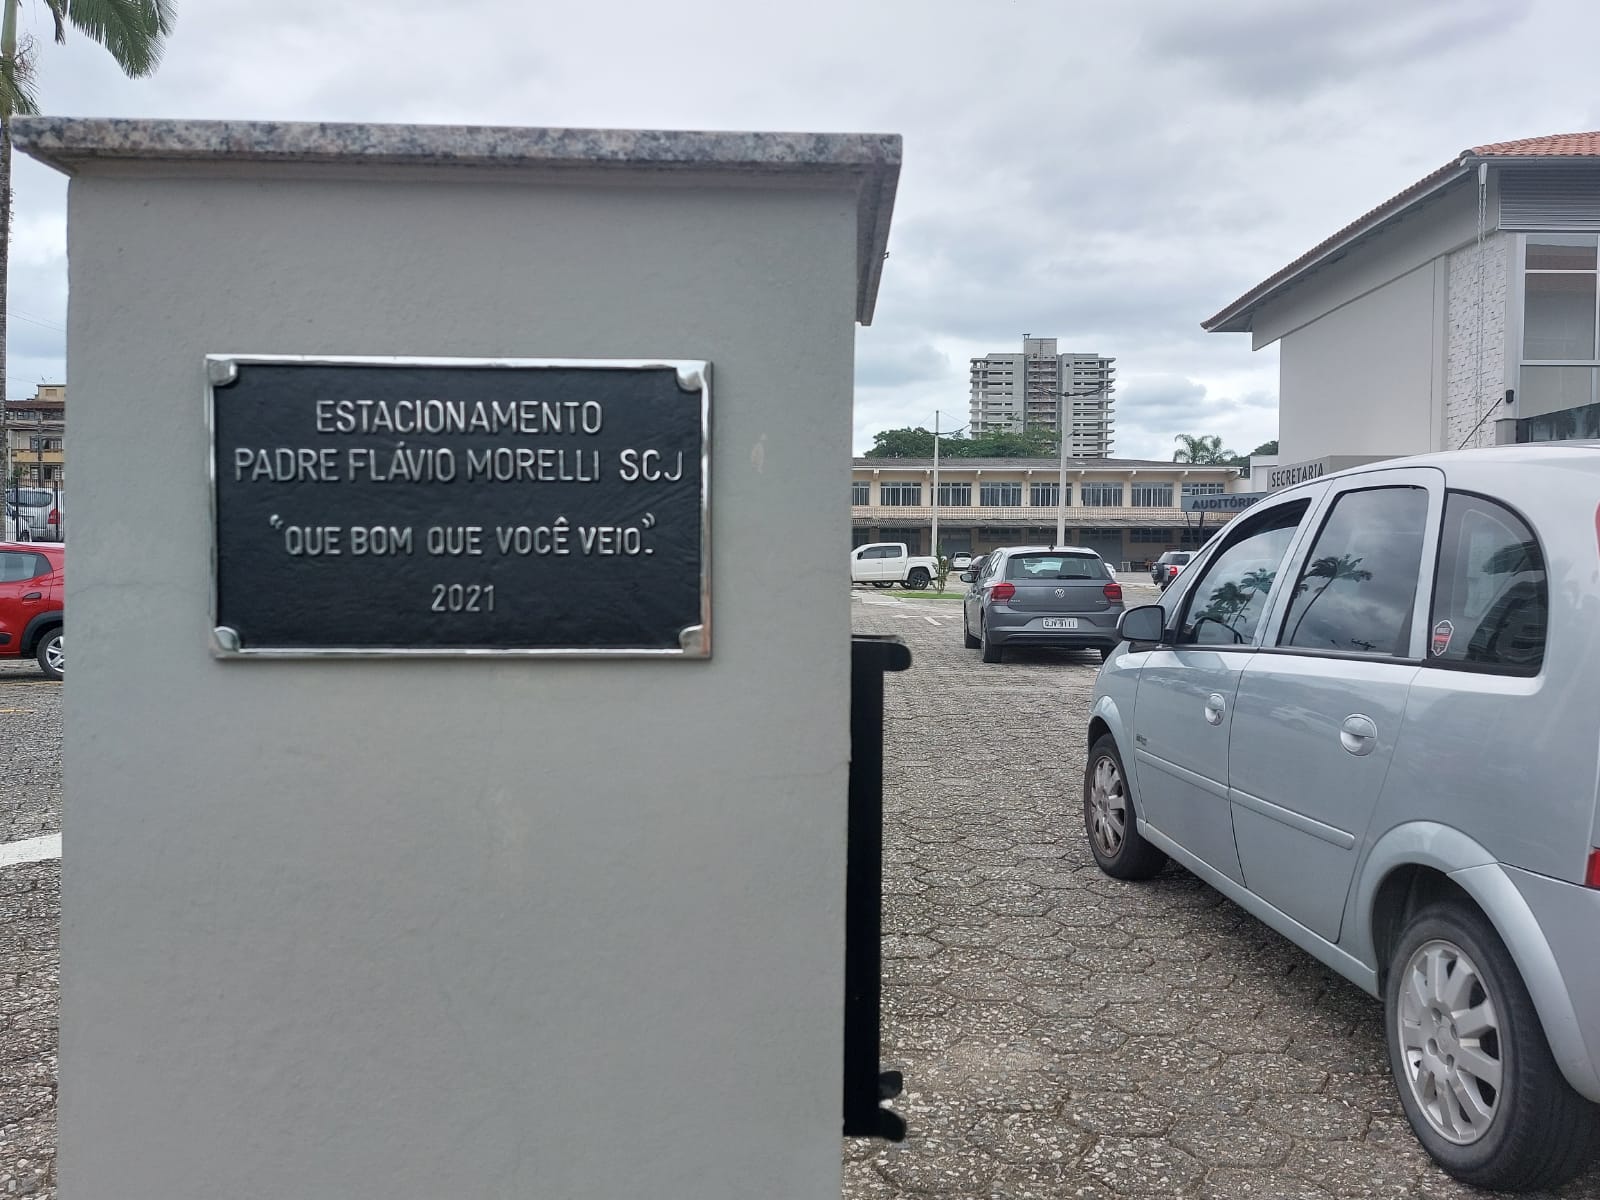 ESTACIONAMENTO
PADRE FLÁVIO MORELLI SCJ
"QUE BOM QUE VOCÊ VEIO."
2021
SECRETARIA
AUDITÓRIO